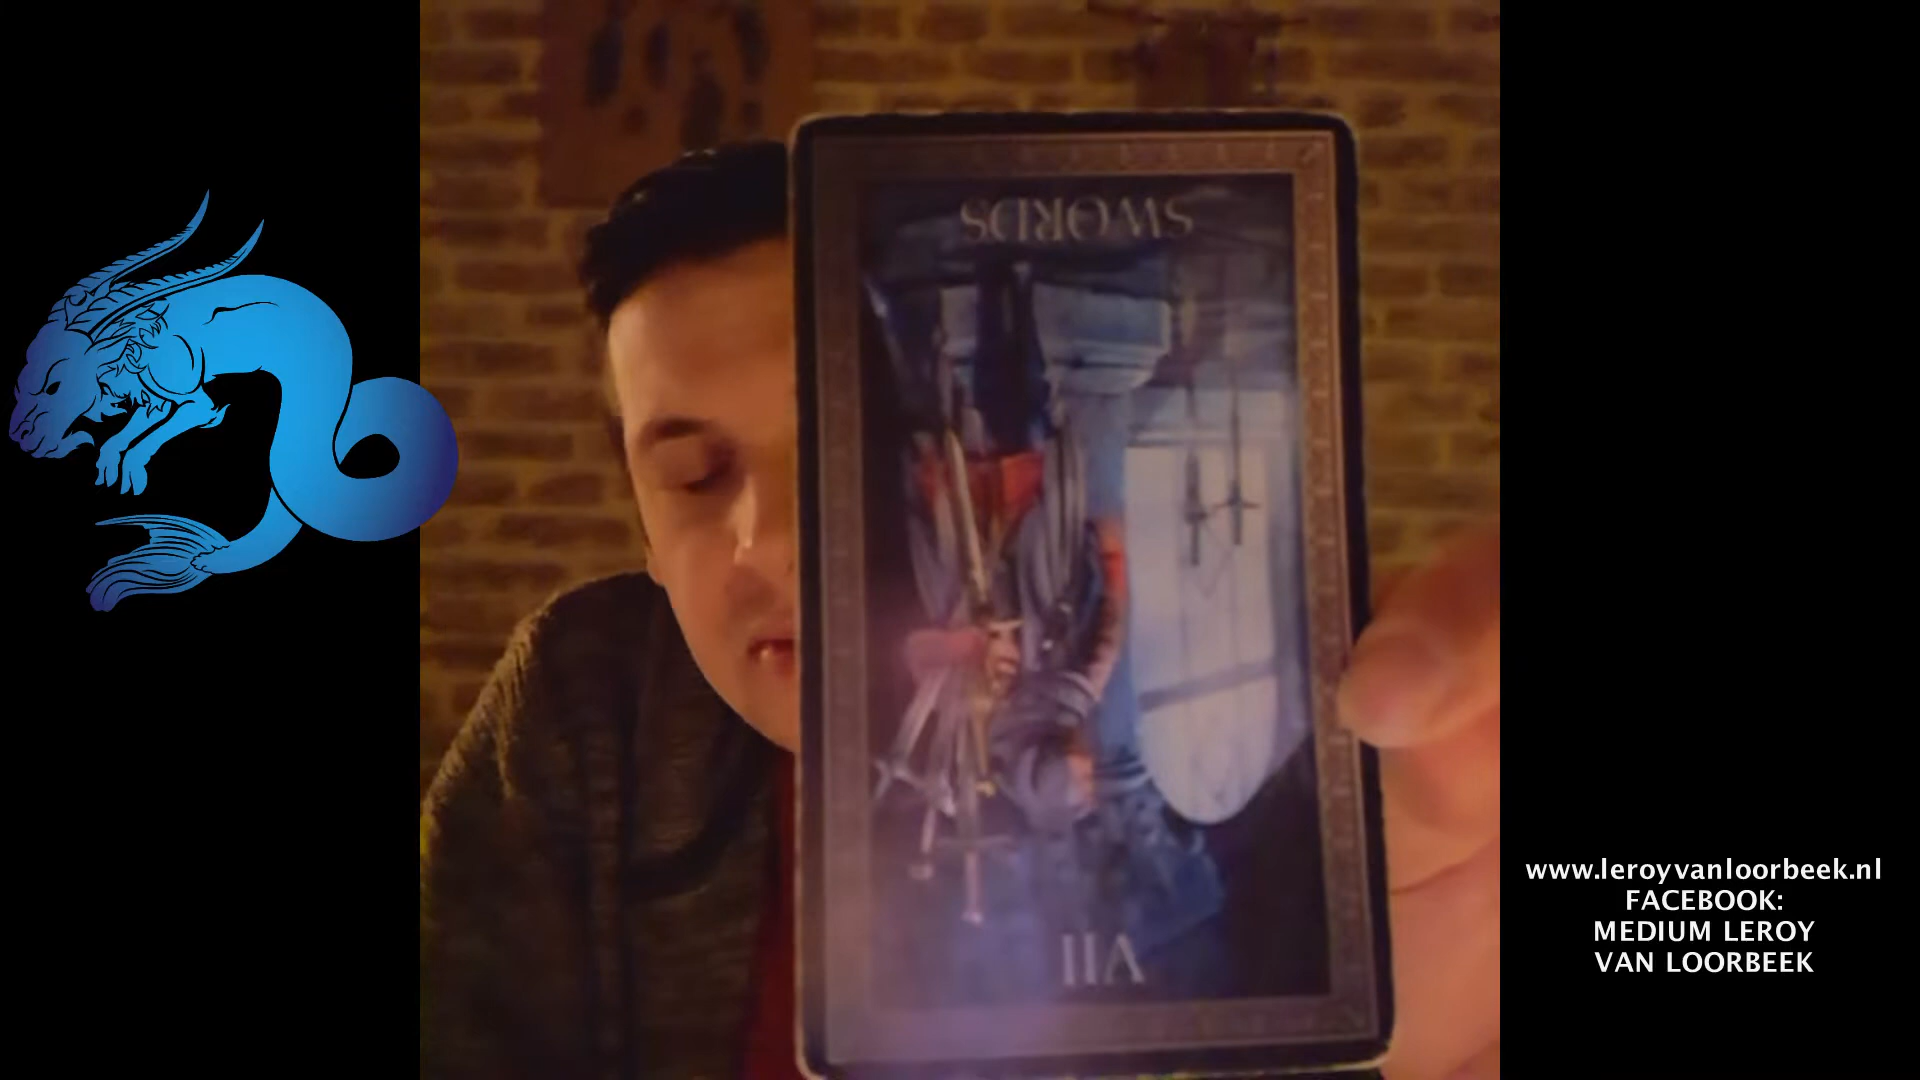 SWORDS
VII
www.leroyvanloorbeek.nl
FACEBOOK:
MEDIUM LEROY
VAN LOORBEEK